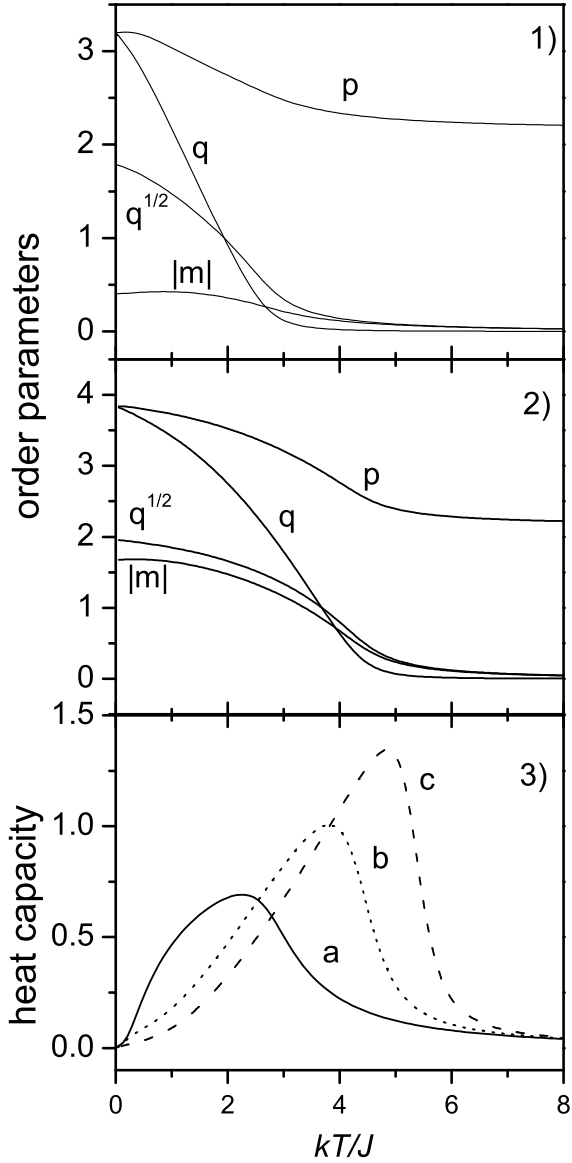 1)
3
p
q
2
q1/2
1
|m|
0
order parameters
2)
4
p
3
q1/2
q
2
|m|
1
0
3)
1.5
c
1.0
b
0.5
a
0.0
heat capacity
0 2 4 6 8
kT/J